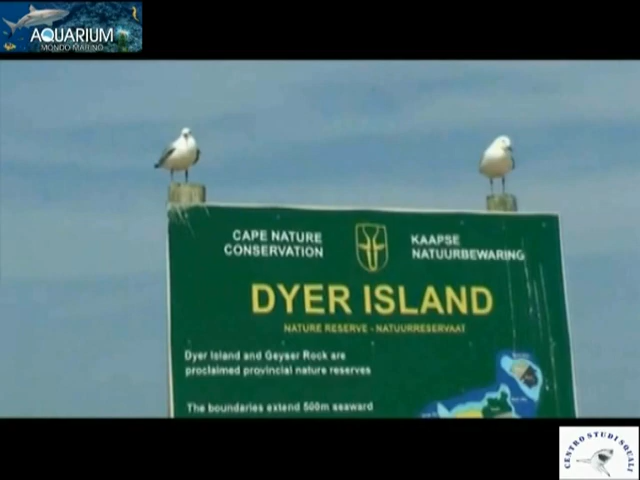 AQUARIUM
MONDO MARINO
CAPE NATURE
CONSERVATION
KAAPSE
NATUURBEWARING
DYER ISLAND
NATURE RESERVE - NATUURRESERVAAT
Dyer Island and Geyser Rock are
proclaimed provincial nature reserves
The boundaries extend 500m seaward
CENTRO STUDI SQUALI